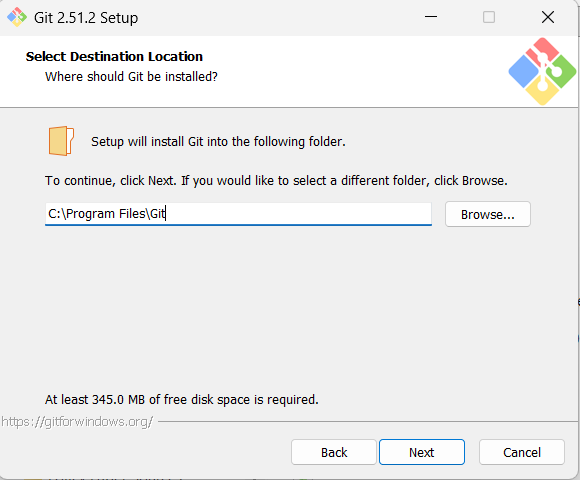 Git 2.51.2 Setup
Select Destination Location
Where should Git be installed?
Setup will install Git into the following folder.
To continue, click Next. If you would like to select a different folder, click Browse.
C:\Program Files\Git
Browse...
At least 345.0 MB of free disk space is required.
https://gitforwindows.org/
Back
Next
Cancel